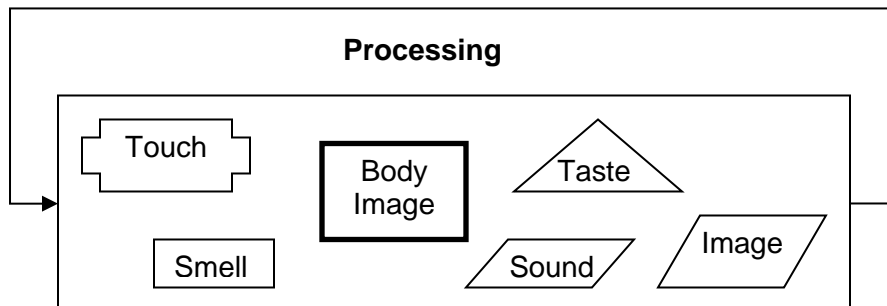 Processing
Touch
Body
Image
Taste
Smell
Sound
Image